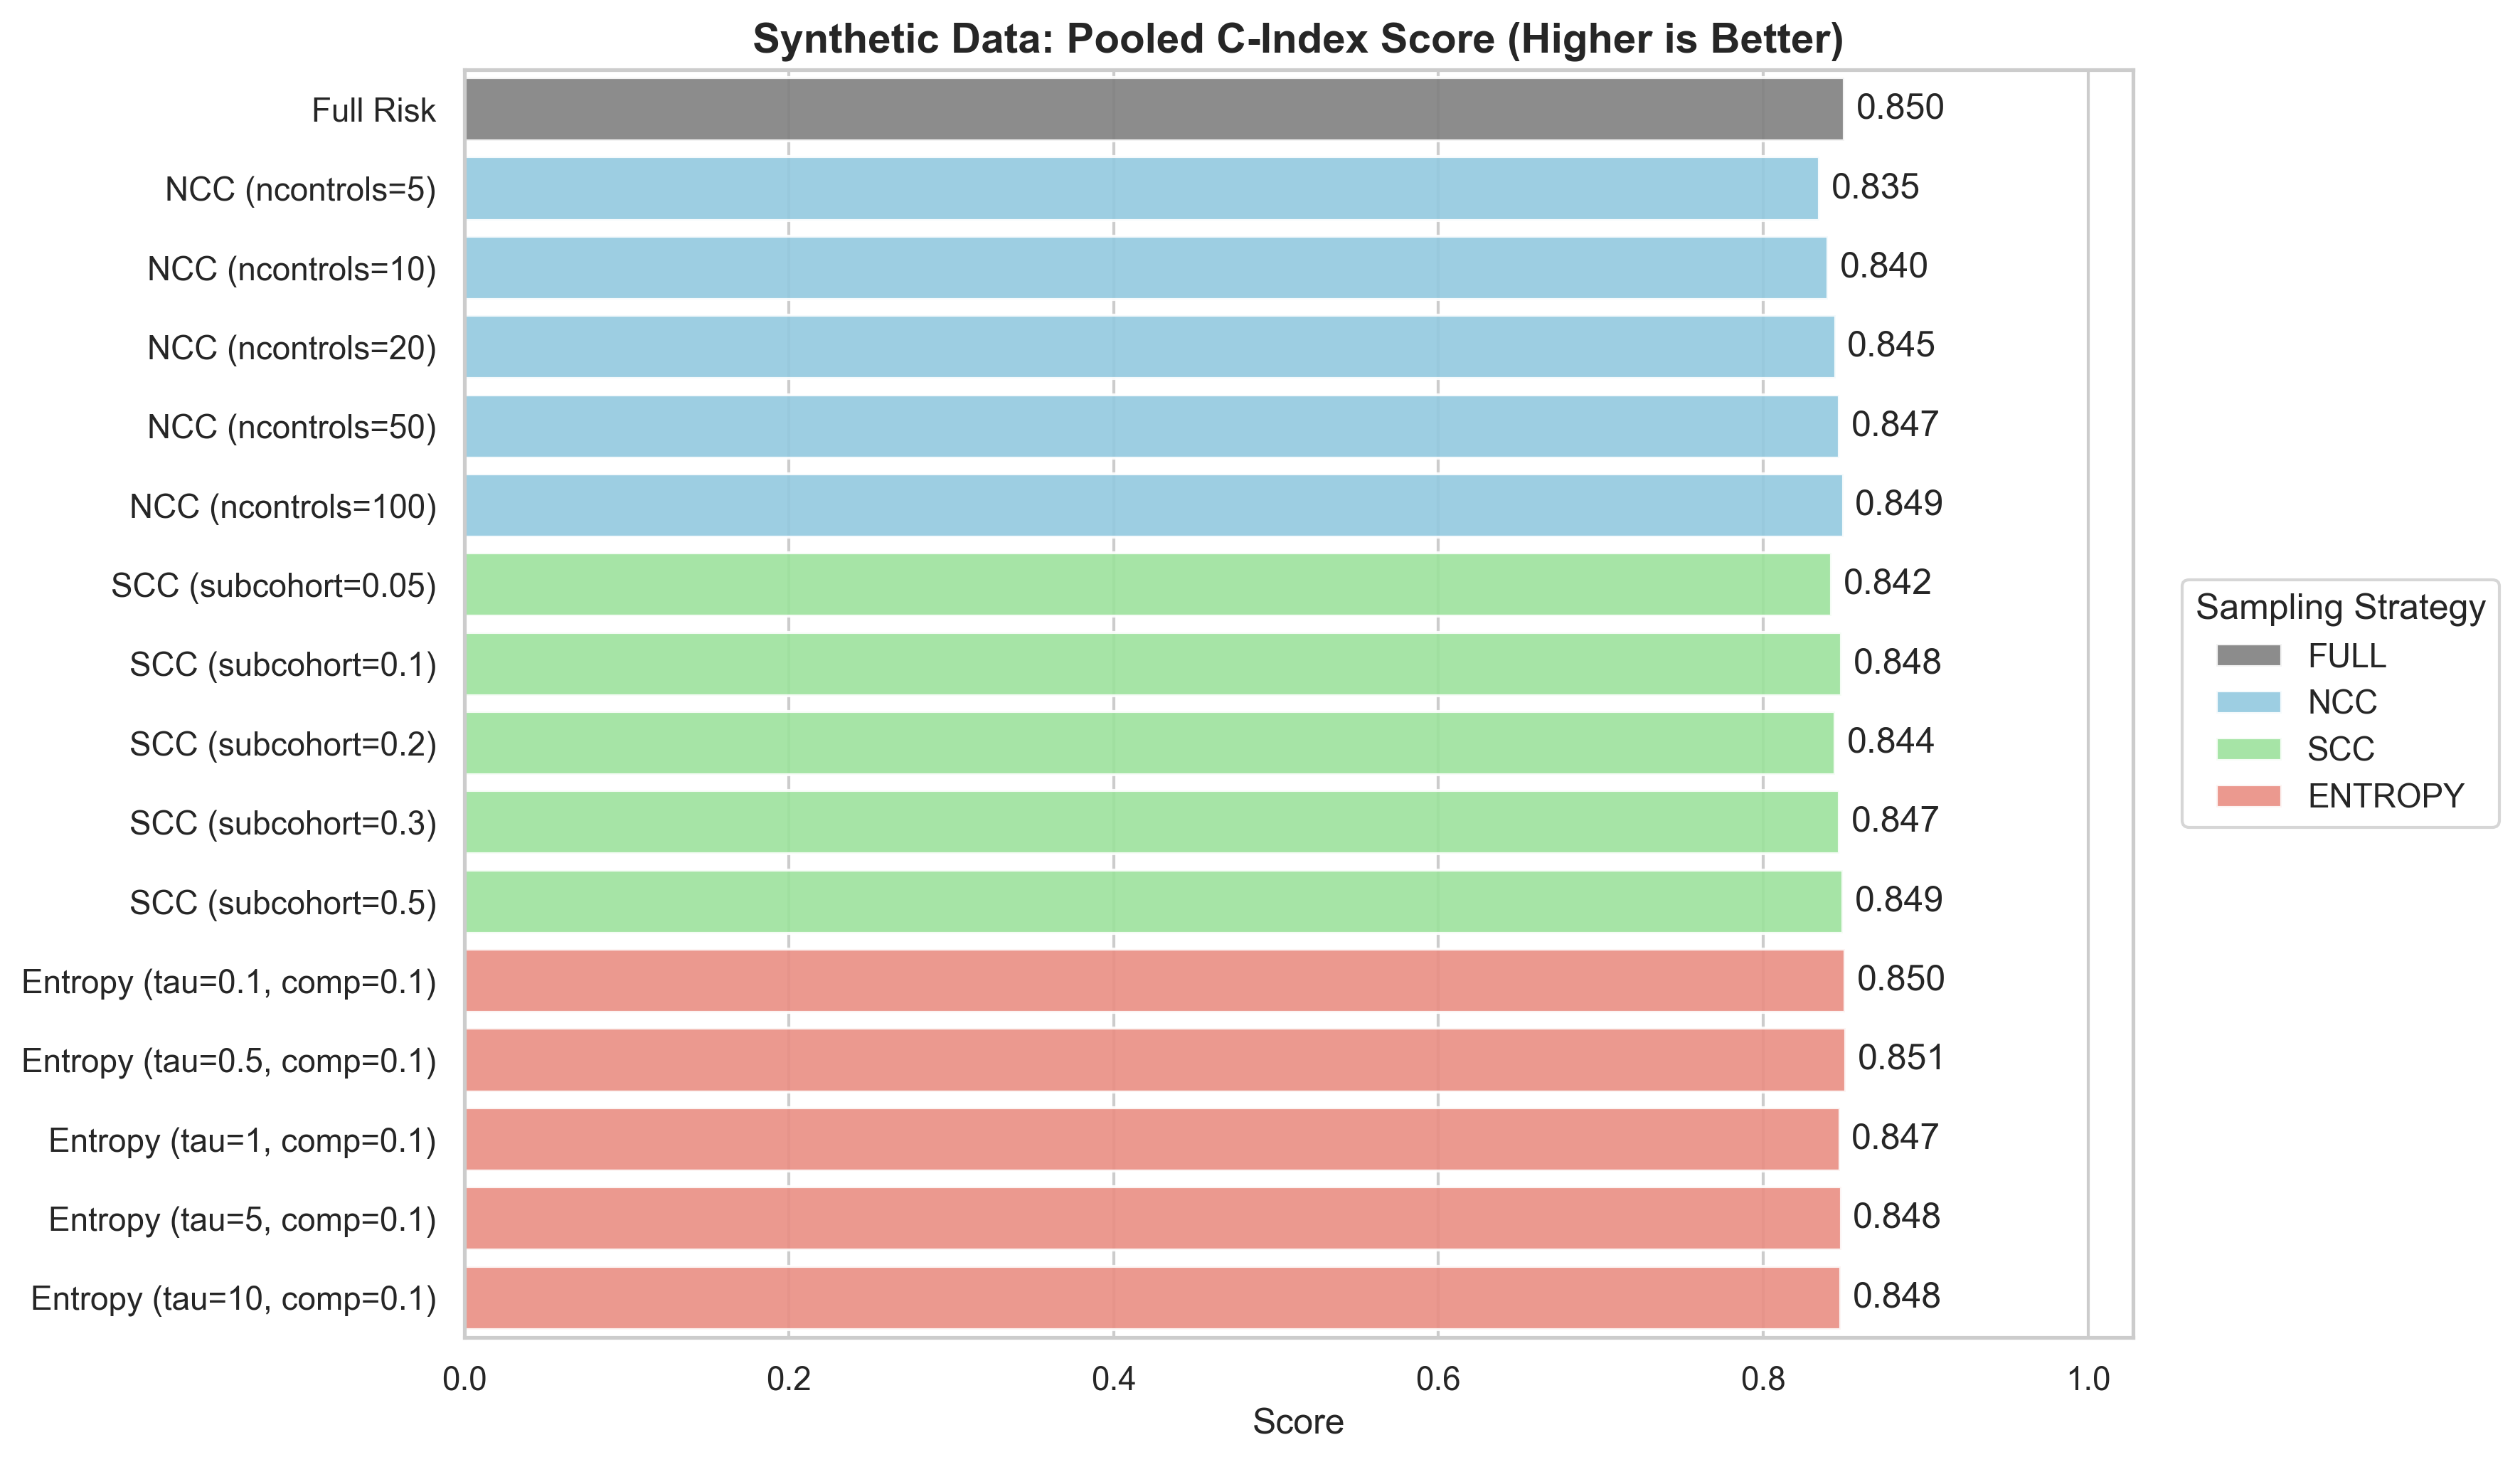 Synthetic Data: Pooled C-Index Score (Higher is Better)
Full Risk
0.850
NCC (ncontrols=5)
0.835
NCC (ncontrols=10)
0.840
NCC (ncontrols=20)
0.845
NCC (ncontrols=50)
0.847
NCC (ncontrols=100)
0.849
SCC (subcohort=0.05)
0.842
SCC (subcohort=0.1)
0.848
SCC (subcohort=0.2)
0.844
SCC (subcohort=0.3)
0.847
SCC (subcohort=0.5)
0.849
Entropy (tau=0.1, comp=0.1)
0.850
Entropy (tau=0.5, comp=0.1)
0.851
Entropy (tau=1, comp=0.1)
0.847
Entropy (tau=5, comp=0.1)
0.848
Entropy (tau=10, comp=0.1)
0.848
0.0 0.2 0.4 0.6 0.8 1.0
Score
Sampling Strategy
FULL
NCC
SCC
ENTROPY